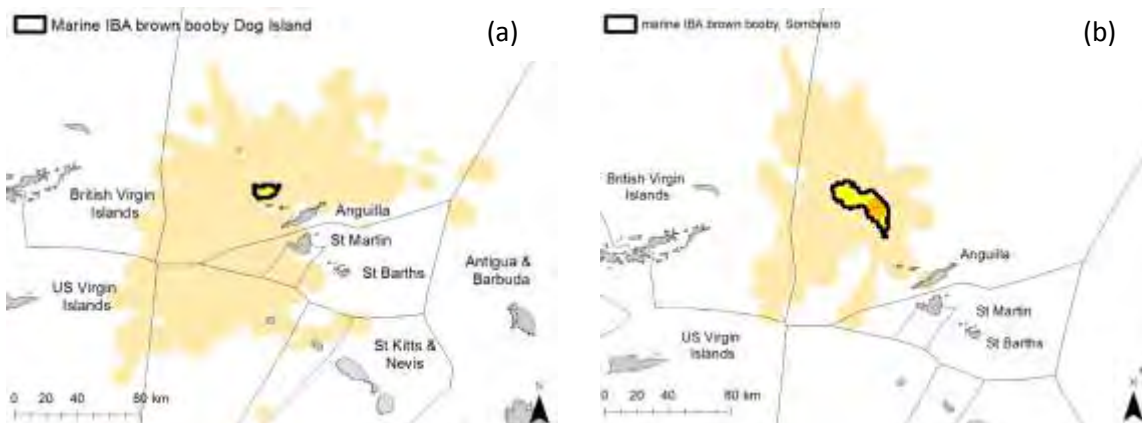 Marine IBA brown booby Dog Island
(a)
British Virgin
Islands
Anguilla
St Martin
St Barths
Antigua &
Barbuda
US Virgin
Islands
St Kitts &
Nevis
0 20 40 80 km
N
marine IBA brown booby, Sombrero
(b)
British Virgin
Islands
Anguilla
St Martin
St Barths
US Virgin
Islands
0 20 40 80 km
N